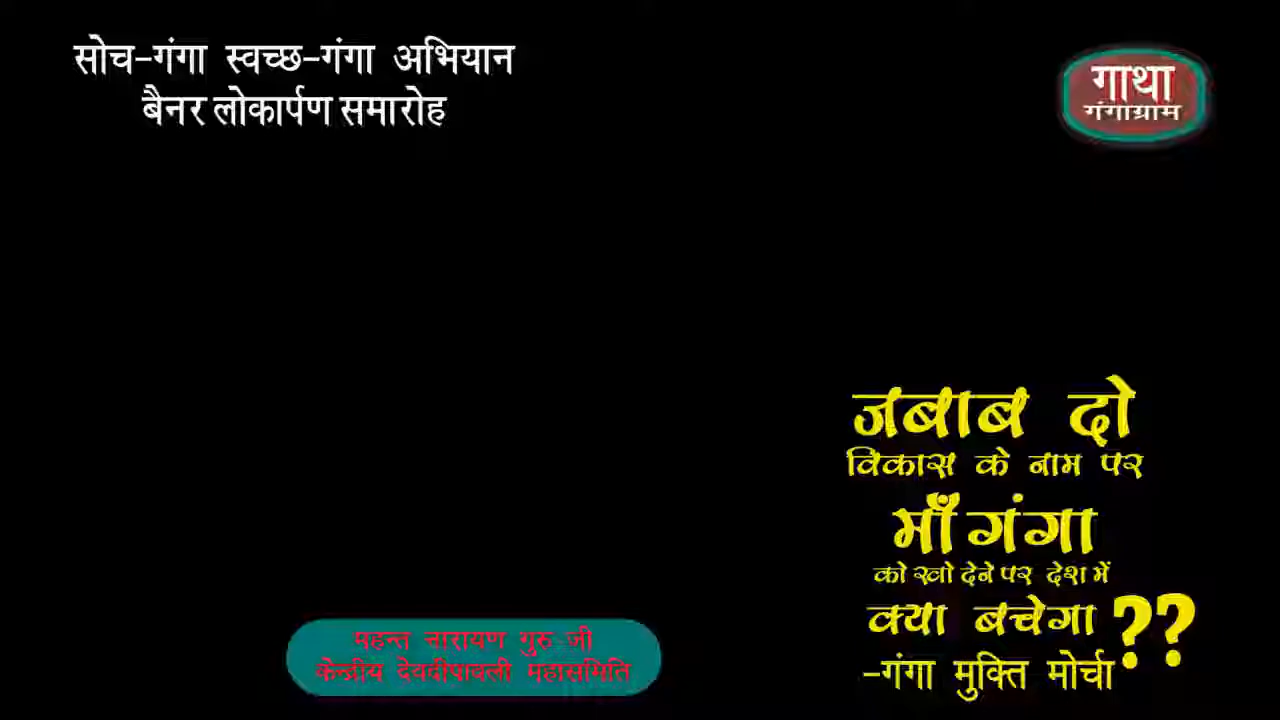 सोच-गंगा स्वच्छ-गंगा अभियान
बैनर लोकार्पण समारोह
गाथा
गंगाग्राम
जबाब दो
विकास के नाम पर
माँ गंगा
को खो देने पर देश में
क्या बचेगा ??
-गंगा मुक्ति मोर्चा
महन्त नारायण गुरु जी
केन्द्रीय देवदीपावली महासमिति